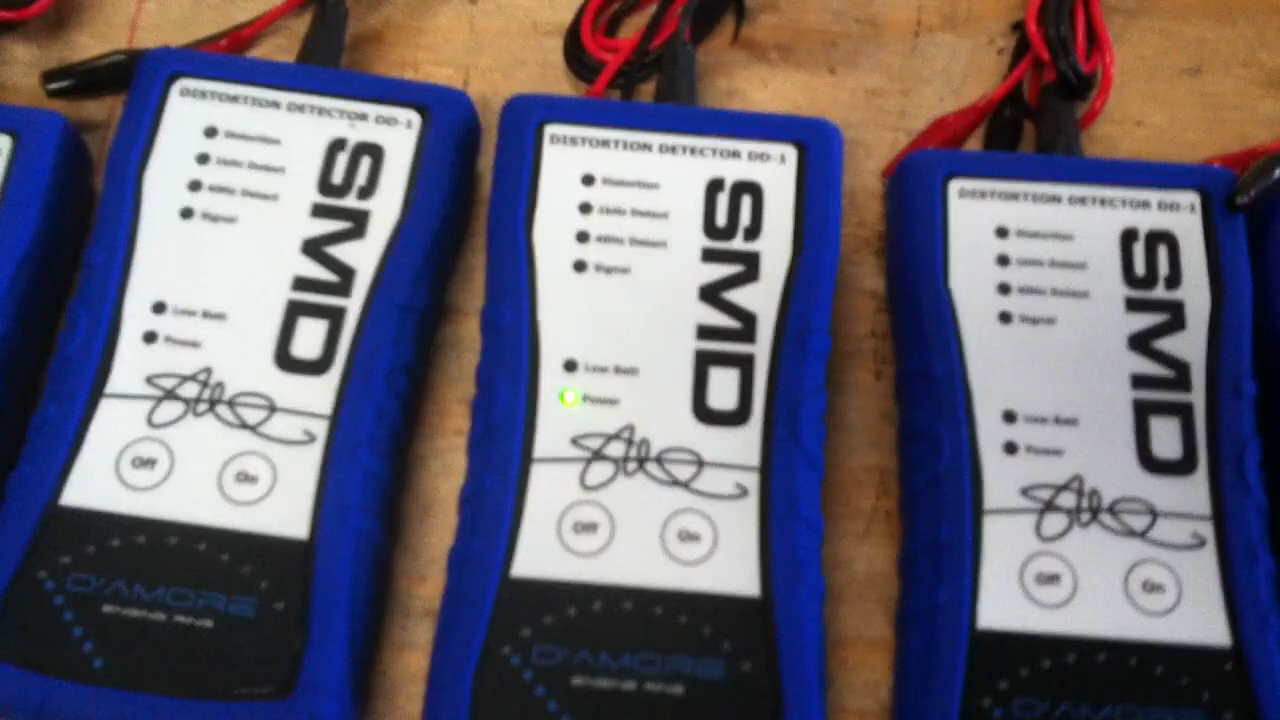 DISTORTION DETECTOR DD-1
Distortion
1kHz Detect
40Hz Detect
Signal
SMD
Low Batt
Power
Off
On
D'AMORE
ENGINEERING
DISTORTION DETECTOR DD-1
Distortion
1kHz Detect
40Hz Detect
Signal
SMD
Low Batt
Power
Off
On
D'AMORE
ENGINEERING
DISTORTION DETECTOR DD-1
Distortion
1kHz Detect
40Hz Detect
Signal
SMD
Low Batt
Power
Off
On
D'AMORE